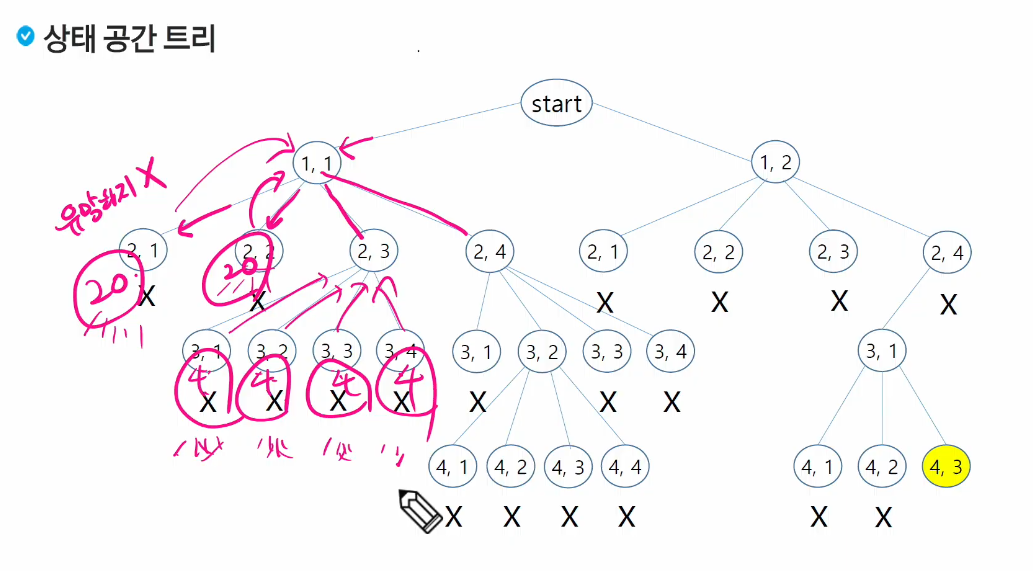 상태 공간 트리
start
1, 1 1, 2
유망하지 X
2, 1 2, 2 2, 3 2, 4 2, 1 2, 2 2, 3 2, 4
20 20
X X X X X X
3, 1 3, 2 3, 3 3, 4 3, 1 3, 2 3, 3 3, 4 3, 1
4 4 4 4
X X X X X X X
4, 1 4, 2 4, 3 4, 4 4, 1 4, 2 4, 3
X X X X X X